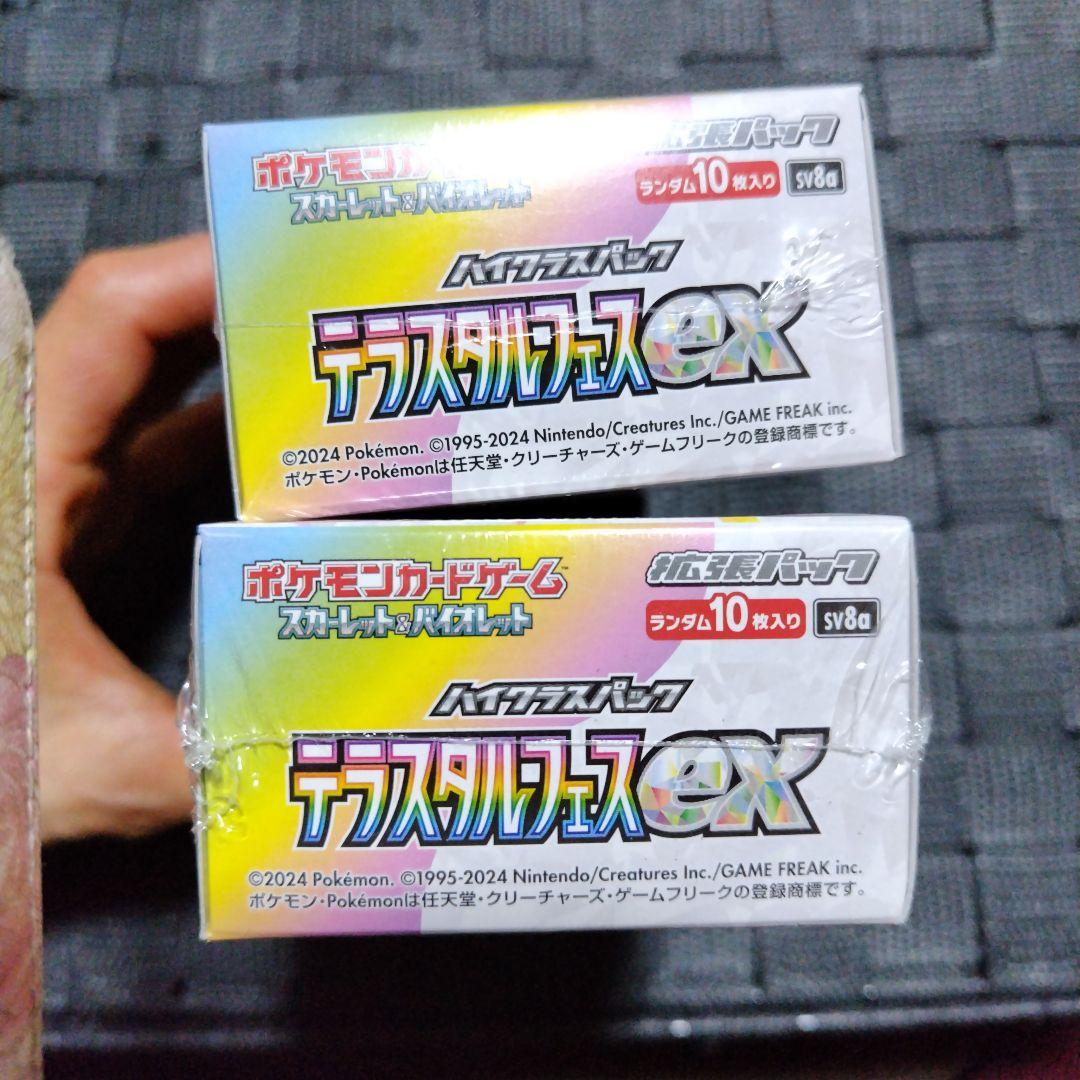 ポケモンカード
スカーレット&バイオレット
拡張パック
ランダム10枚入り
SV8a
ハイクラスパック
テラスタルフェスex
©2024 Pokémon. ©1995-2024 Nintendo/Creatures Inc./GAME FREAK inc.
ポケモン・Pokémonは任天堂・クリーチャーズ・ゲームフリークの登録商標です。
ポケモンカードゲーム™
スカーレット&バイオレット
拡張パック
ランダム10枚入り
SV8a
ハイクラスパック
テラスタルフェスex
©2024 Pokémon. ©1995-2024 Nintendo/Creatures Inc./GAME FREAK inc.
ポケモン・Pokémonは任天堂・クリーチャーズ・ゲームフリークの登録商標です。